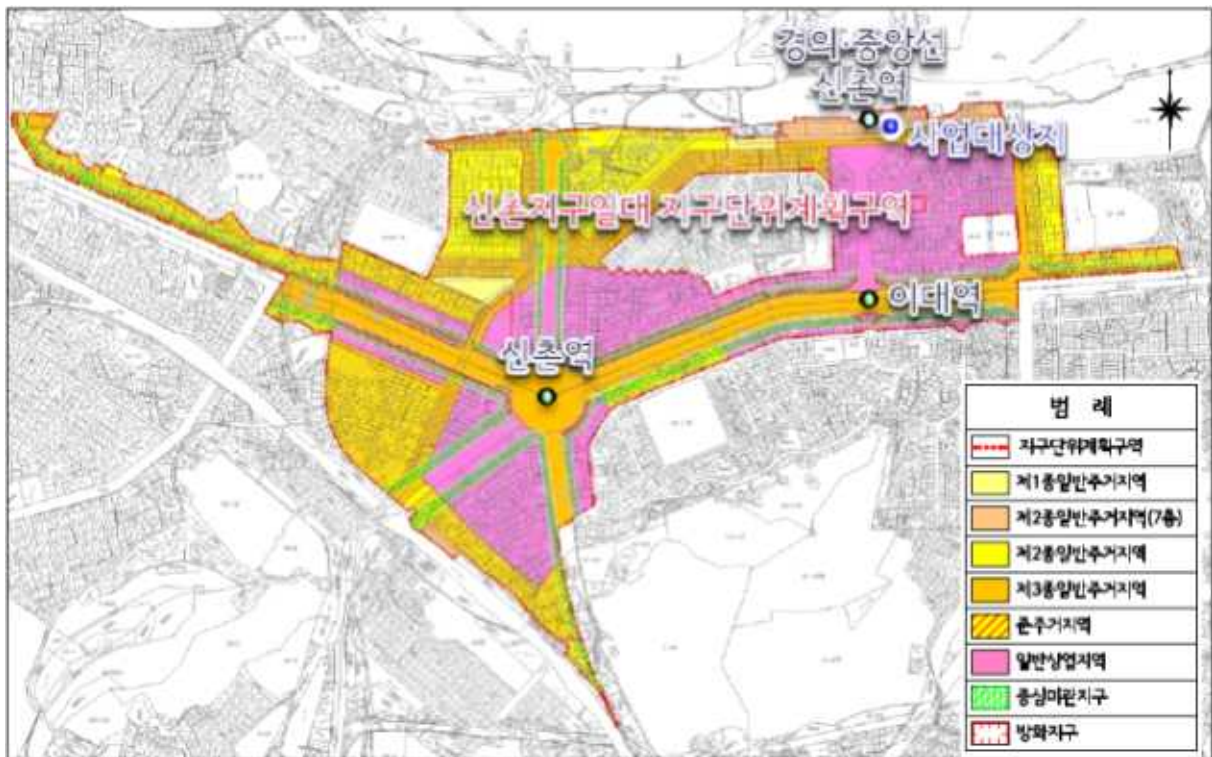 경의·중앙선
신촌역
사업대상지
신촌지구일대 지구단위계획구역
이대역
신촌역
범 례
지구단위계획구역
제1종일반주거지역
제2종일반주거지역(7층)
제2종일반주거지역
제3종일반주거지역
준주거지역
일반상업지역
중심미관지구
방화지구